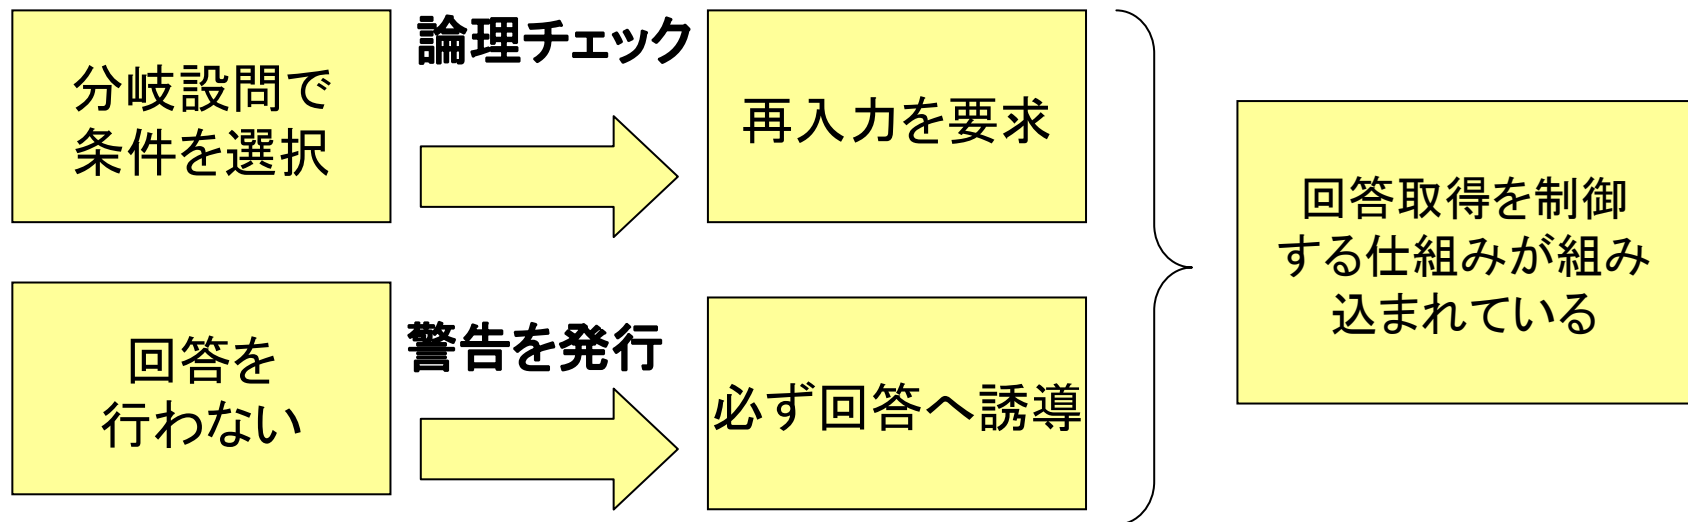 分岐設問で
条件を選択
論理チェック
再入力を要求
回答を
行わない
警告を発行
必ず回答へ誘導
回答取得を制御
する仕組みが組み
込まれている